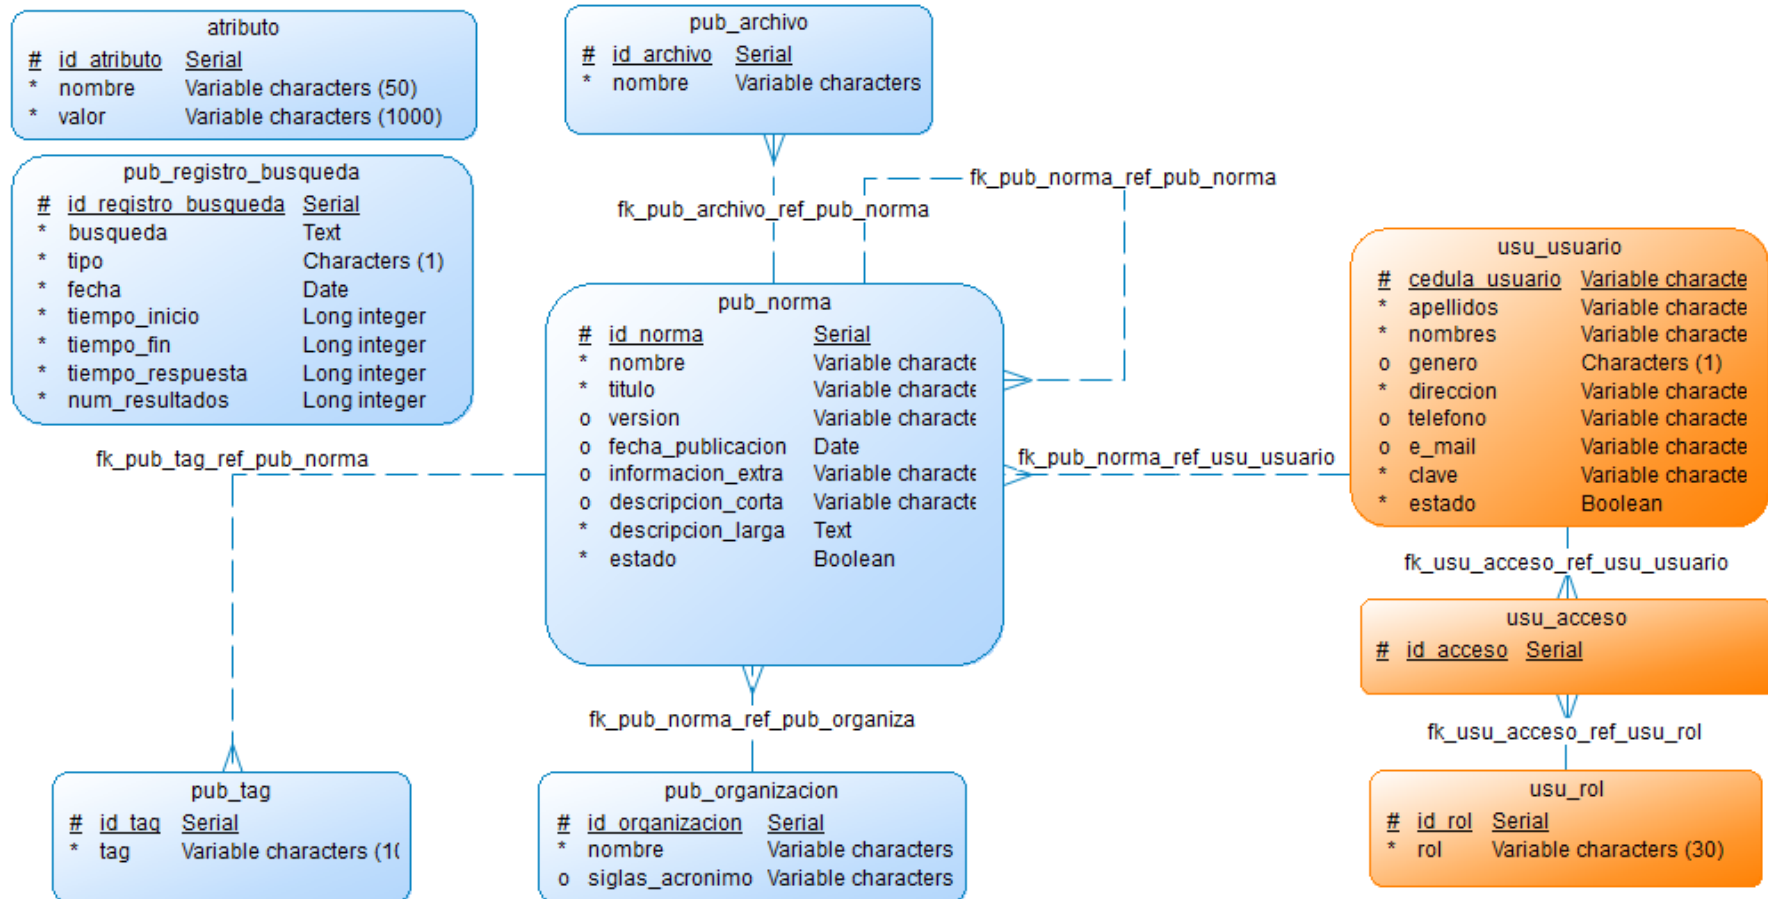 atributo
# id_atributo Serial
* nombre Variable characters (50)
* valor Variable characters (1000)
pub_archivo
# id_archivo Serial
* nombre Variable characters
pub_registro_busqueda
# id_registro_busqueda Serial
* busqueda Text
* tipo Characters (1)
* fecha Date
* tiempo_inicio Long integer
* tiempo_fin Long integer
* tiempo_respuesta Long integer
* num_resultados Long integer
fk_pub_norma_ref_pub_norma
fk_pub_archivo_ref_pub_norma
pub_norma
# id_norma Serial
* nombre Variable characte
* titulo Variable characte
o version Variable characte
o fecha_publicacion Date
o informacion_extra Variable characte
o descripcion_corta Variable characte
* descripcion_larga Text
* estado Boolean
usu_usuario
# cedula_usuario Variable characte
* apellidos Variable characte
* nombres Variable characte
o genero Characters (1)
* direccion Variable characte
o telefono Variable characte
o e_mail Variable characte
* clave Variable characte
* estado Boolean
fk_pub_tag_ref_pub_norma
fk_pub_norma_ref_usu_usuario
fk_usu_acceso_ref_usu_usuario
usu_acceso
# id_acceso Serial
fk_pub_norma_ref_pub_organiza
fk_usu_acceso_ref_usu_rol
pub_tag
# id_tag Serial
* tag Variable characters (10
pub_organizacion
# id_organizacion Serial
* nombre Variable characters
o siglas_acronimo Variable characters
usu_rol
# id_rol Serial
* rol Variable characters (30)